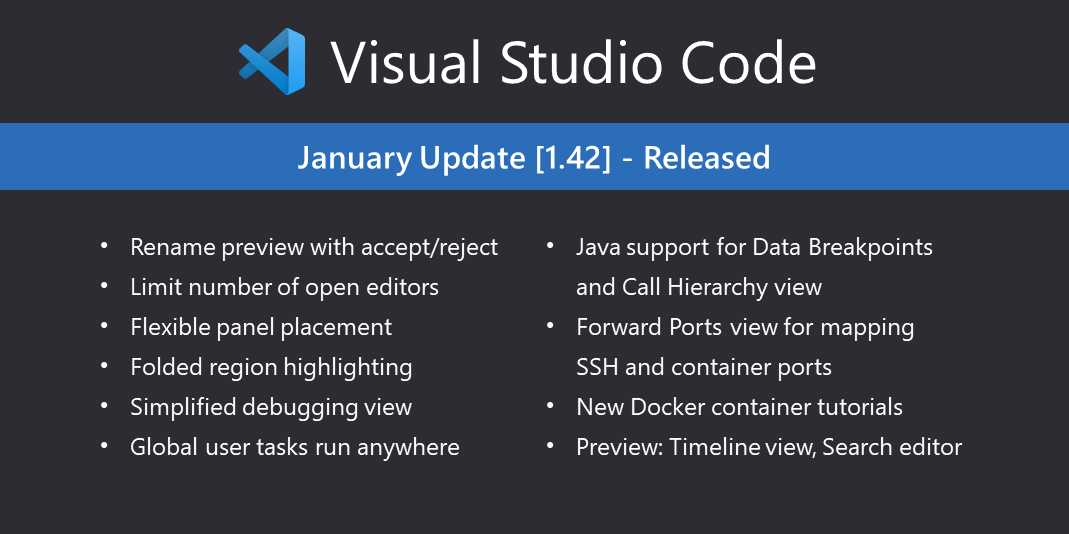 Visual Studio Code
January Update [1.42] - Released
• Rename preview with accept/reject
• Limit number of open editors
• Flexible panel placement
• Folded region highlighting
• Simplified debugging view
• Global user tasks run anywhere
• Java support for Data Breakpoints
and Call Hierarchy view
• Forward Ports view for mapping
SSH and container ports
• New Docker container tutorials
• Preview: Timeline view, Search editor